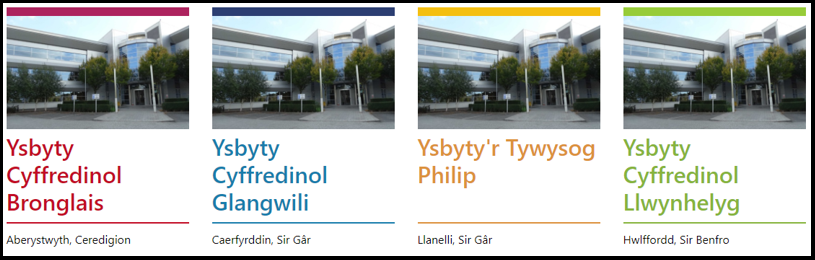 Ysbyty
Cyffredinol
Bronglais
Aberystwyth, Ceredigion
Ysbyty
Cyffredinol
Glangwili
Caerfyrddin, Sir Gâr
Ysbyty'r Tywysog
Philip
Llanelli, Sir Gâr
Ysbyty
Cyffredinol
Llwynhelyg
Hwlffordd, Sir Benfro